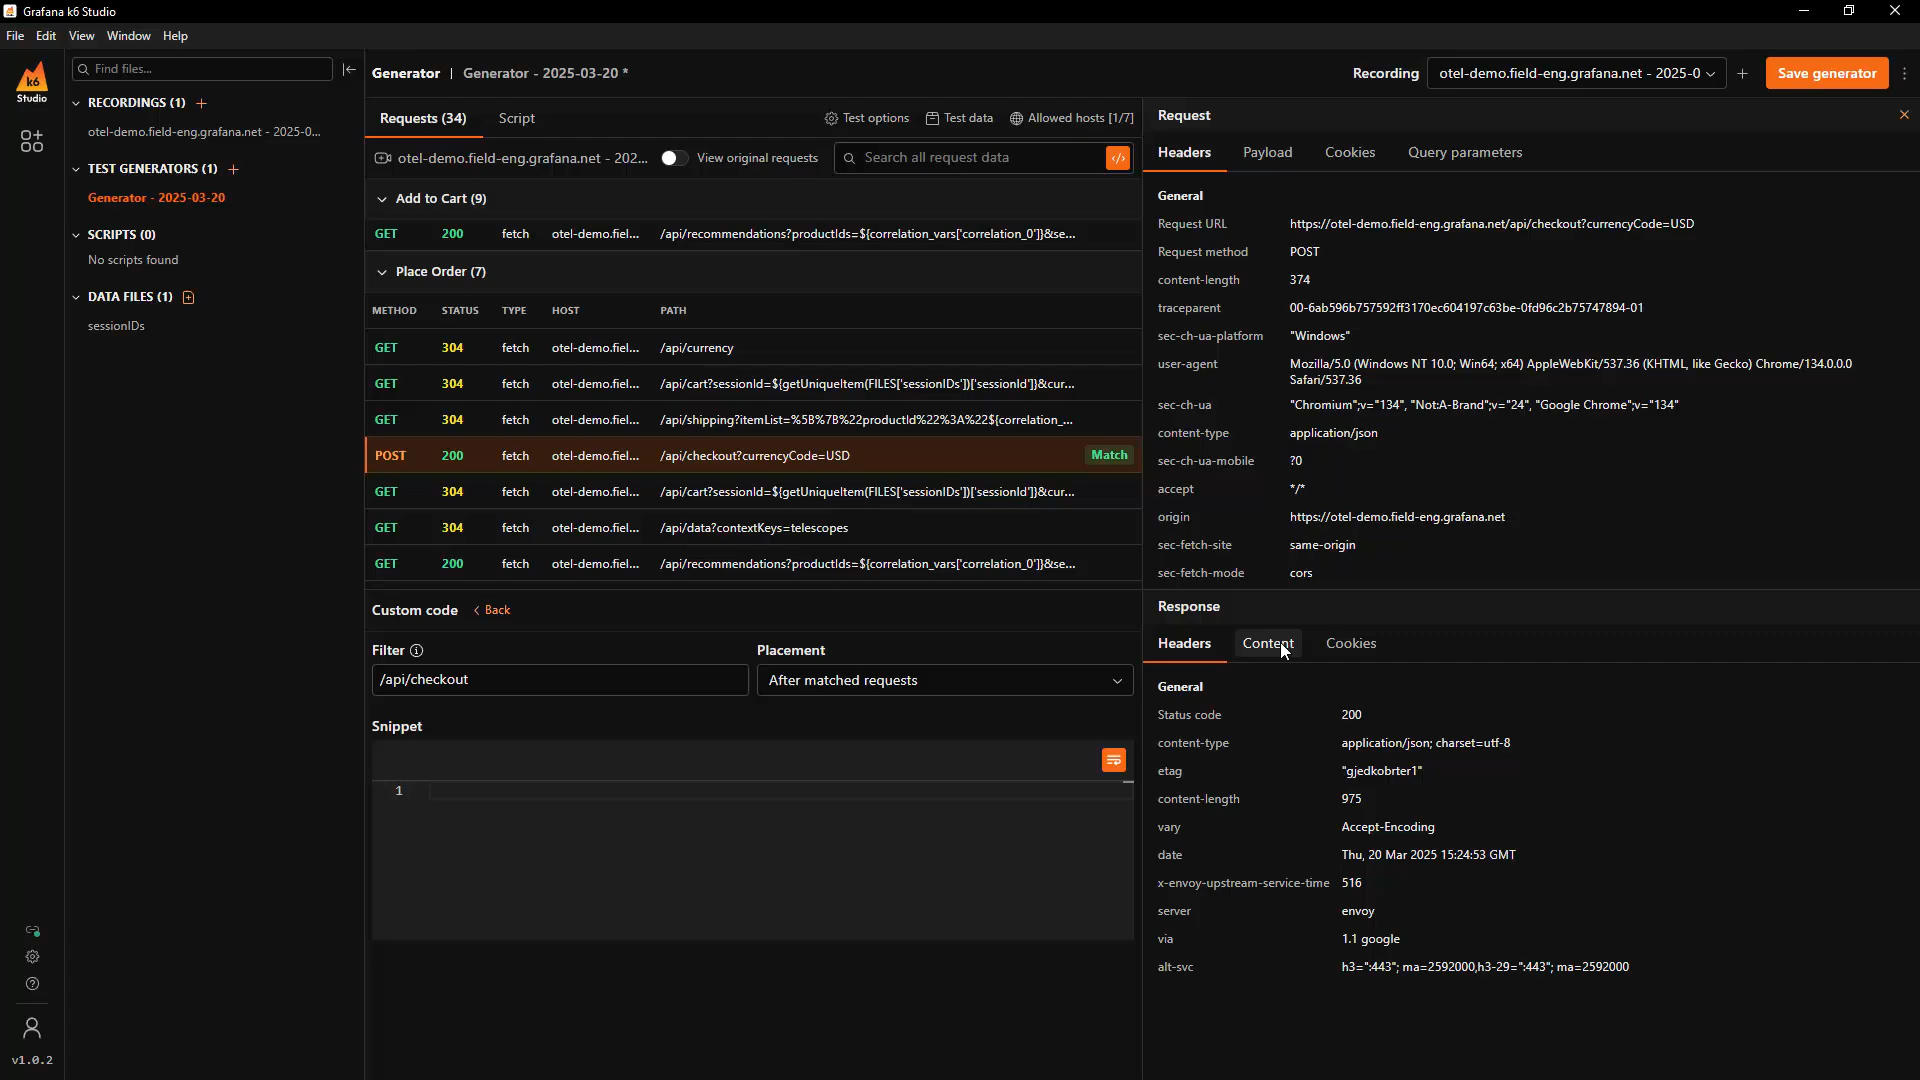 Grafana k6 Studio
File Edit View Window Help
k6
Studio
Find files...
RECORDINGS (1)
otel-demo.field-eng.grafana.net - 2025-0...
TEST GENERATORS (1)
Generator - 2025-03-20
SCRIPTS (0)
No scripts found
DATA FILES (1)
sessionIDs
v1.0.2
Generator | Generator - 2025-03-20 *
Recording otel-demo.field-eng.grafana.net - 2025-0 Save generator
Requests (34) Script Test options Test data Allowed hosts [1/7]
otel-demo.field-eng.grafana.net - 202... View original requests Search all request data
Add to Cart (9)
GET 200 fetch otel-demo.fiel... /api/recommendations?productIds=${correlation_vars['correlation_0']}&se...
Place Order (7)
METHOD STATUS TYPE HOST PATH
GET 304 fetch otel-demo.fiel... /api/currency
GET 304 fetch otel-demo.fiel... /api/cart?sessionId=${getUniqueItem(FILES['sessionIDs'])['sessionId']}&cur...
GET 304 fetch otel-demo.fiel... /api/shipping?itemList=%5B%7B%22productId%22%3A%22${correlation_...
POST 200 fetch otel-demo.fiel... /api/checkout?currencyCode=USD Match
GET 304 fetch otel-demo.fiel... /api/cart?sessionId=${getUniqueItem(FILES['sessionIDs'])['sessionId']}&cur...
GET 304 fetch otel-demo.fiel... /api/data?contextKeys=telescopes
GET 200 fetch otel-demo.fiel... /api/recommendations?productIds=${correlation_vars['correlation_0']}&se...
Custom code Back
Filter Placement
/api/checkout After matched requests
Snippet
1
Request
Headers Payload Cookies Query parameters
General
Request URL https://otel-demo.field-eng.grafana.net/api/checkout?currencyCode=USD
Request method POST
content-length 374
traceparent 00-6ab596b757592ff3170ec604197c63be-0fd96c2b75747894-01
sec-ch-ua-platform "Windows"
user-agent Mozilla/5.0 (Windows NT 10.0; Win64; x64) AppleWebKit/537.36 (KHTML, like Gecko) Chrome/134.0.0.0
Safari/537.36
sec-ch-ua "Chromium";v="134", "Not:A-Brand";v="24", "Google Chrome";v="134"
content-type application/json
sec-ch-ua-mobile ?0
accept */*
origin https://otel-demo.field-eng.grafana.net
sec-fetch-site same-origin
sec-fetch-mode cors
Response
Headers Content Cookies
General
Status code 200
content-type application/json; charset=utf-8
etag "gjedkobrter1"
content-length 975
vary Accept-Encoding
date Thu, 20 Mar 2025 15:24:53 GMT
x-envoy-upstream-service-time 516
server envoy
via 1.1 google
alt-svc h3=":443"; ma=2592000,h3-29=":443"; ma=2592000